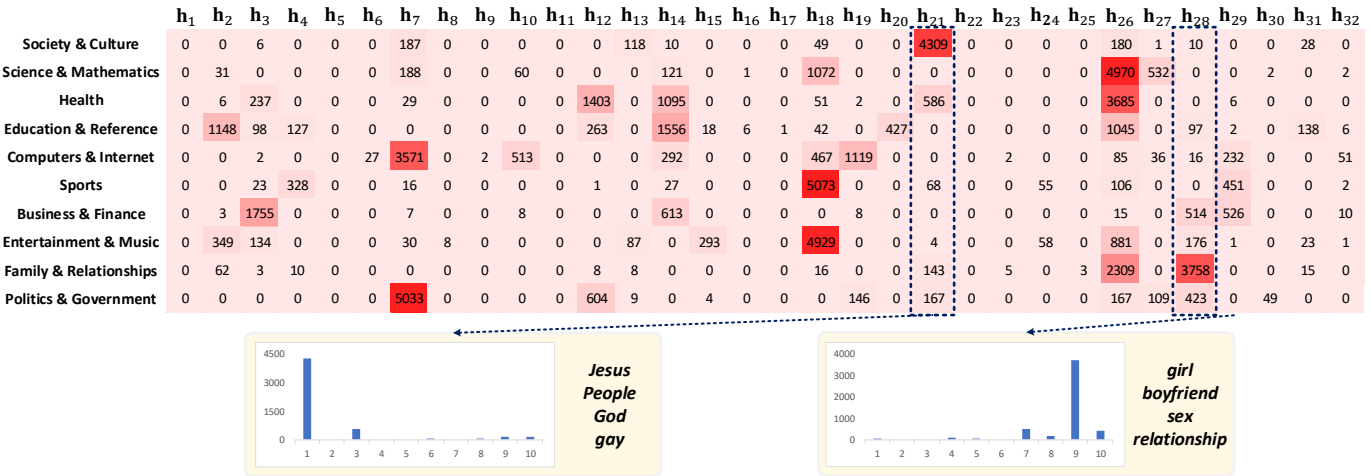 h1 h2 h3 h4 h5 h6 h7 h8 h9 h10 h11 h12 h13 h14 h15 h16 h17 h18 h19 h20 h21 h22 h23 h24 h25 h26 h27 h28 h29 h30 h31 h32
Society & Culture 0 0 6 0 0 0 187 0 0 0 0 0 118 10 0 0 0 49 0 0 4309 0 0 0 0 180 1 10 0 0 28 0
Science & Mathematics 0 31 0 0 0 0 188 0 0 60 0 0 0 121 0 1 0 1072 0 0 0 0 0 0 0 4970 532 0 0 2 0 2
Health 0 6 237 0 0 0 29 0 0 0 0 1403 0 1095 0 0 0 51 2 0 586 0 0 0 0 3685 0 0 6 0 0 0
Education & Reference 0 1148 98 127 0 0 0 0 0 0 0 263 0 1556 18 6 1 42 0 427 0 0 0 0 0 1045 0 97 2 0 138 6
Computers & Internet 0 0 2 0 0 27 3571 0 2 513 0 0 0 292 0 0 0 467 1119 0 0 0 2 0 0 85 36 16 232 0 0 51
Sports 0 0 23 328 0 0 16 0 0 0 0 1 0 27 0 0 0 5073 0 0 68 0 0 55 0 106 0 0 451 0 0 2
Business & Finance 0 3 1755 0 0 0 7 0 0 8 0 0 0 613 0 0 0 0 8 0 0 0 0 0 0 15 0 514 526 0 0 10
Entertainment & Music 0 349 134 0 0 0 30 8 0 0 0 0 87 0 293 0 0 4929 0 0 4 0 0 58 0 881 0 176 1 0 23 1
Family & Relationships 0 62 3 10 0 0 0 0 0 0 0 8 8 0 0 0 0 16 0 0 143 0 5 0 3 2309 0 3758 0 0 15 0
Politics & Government 0 0 0 0 0 0 5033 0 0 0 0 604 9 0 4 0 0 0 146 0 167 0 0 0 0 167 109 423 0 49 0 0
4500
3000
1500
0
1 2 3 4 5 6 7 8 9 10
Jesus
People
God
gay
4000
3000
2000
1000
0
1 2 3 4 5 6 7 8 9 10
girl
boyfriend
sex
relationship